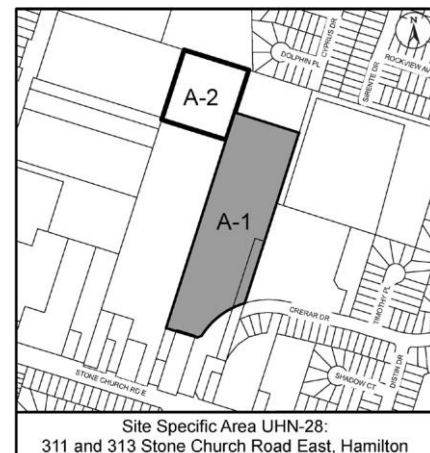 N
DOLPHIN PL
CYPRUS DR
ROCKVIEW AV
SIRENTE DR
A-2
A-1
TIMOTHY PL
CRERAR DR
DISTIN DR
SHADOW CT
STONE CHURCH RD E
Site Specific Area UHN-28:
311 and 313 Stone Church Road East, Hamilton